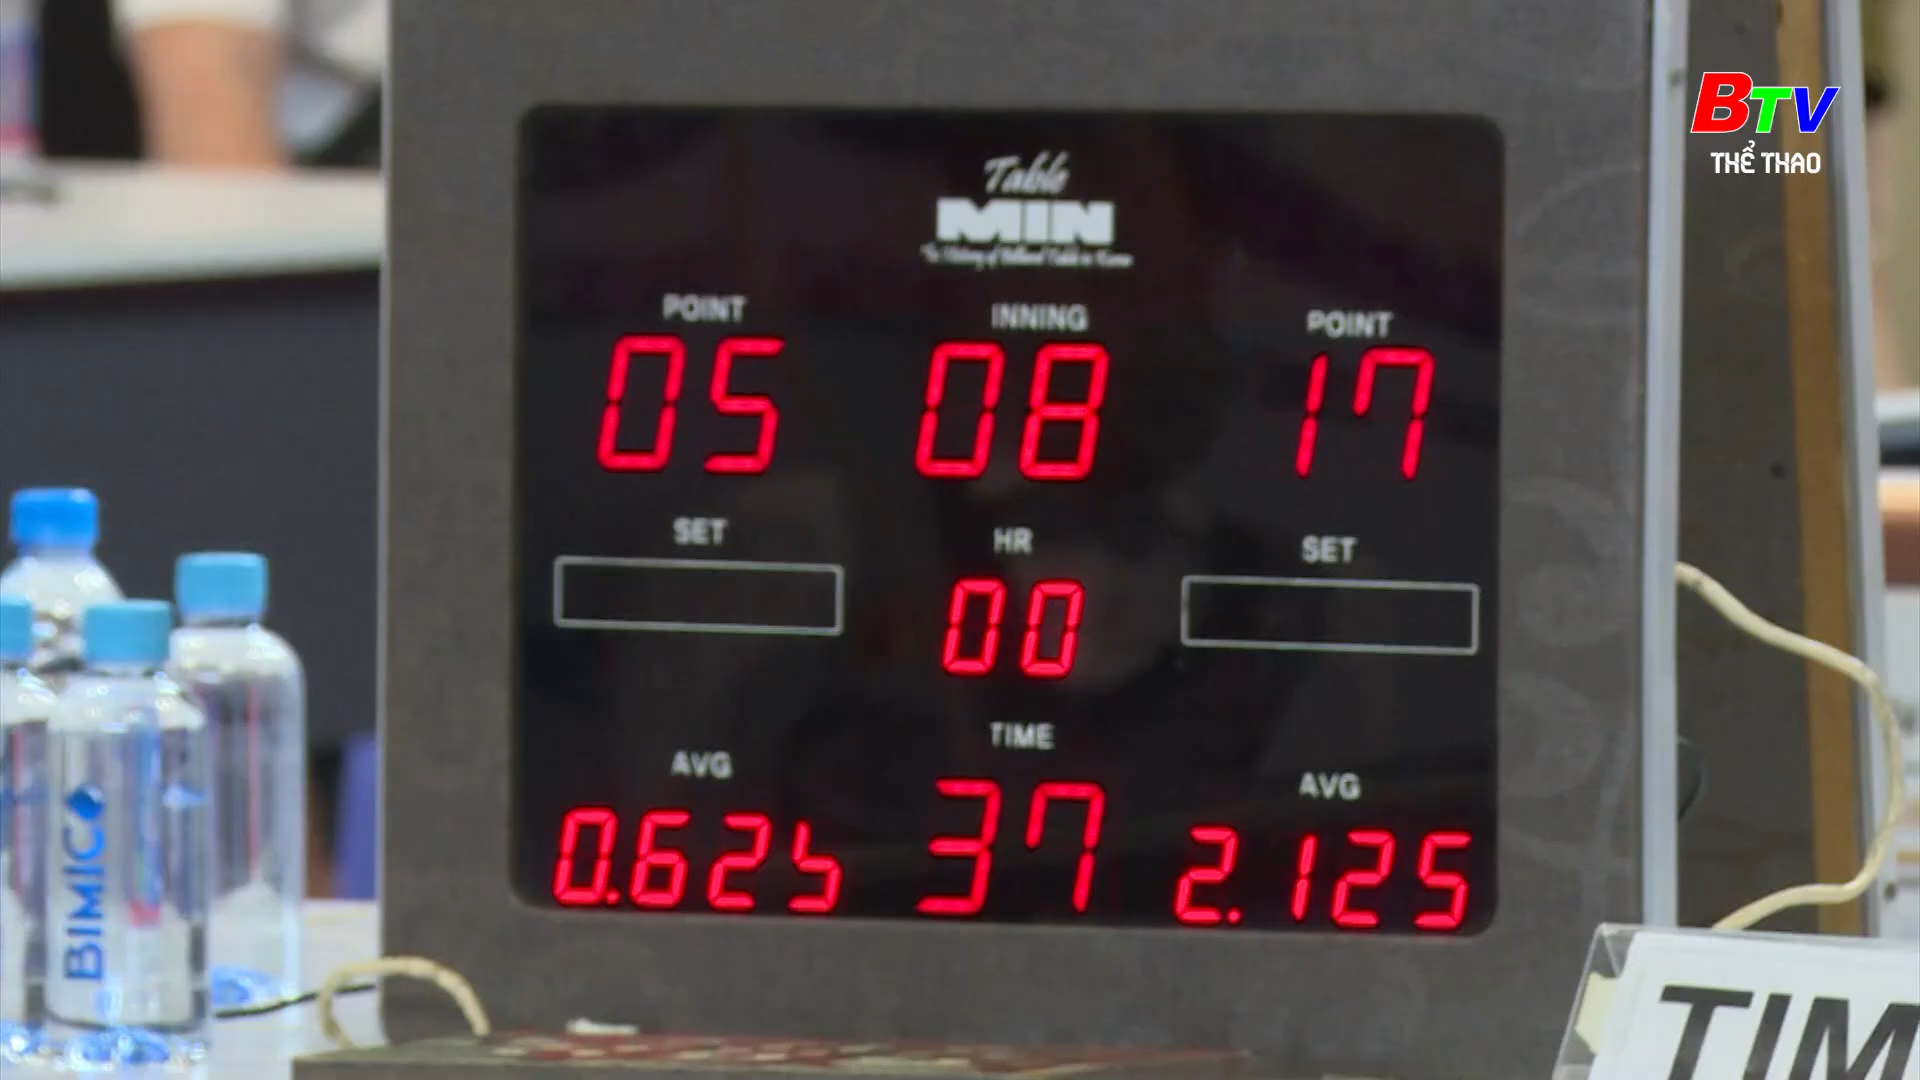 BTV
THỂ THAO
Table
MIN
POINT INNING POINT
05 08 17
SET HR SET
00
TIME
AVG AVG
0.625 37 2.125
BIMICO
TIM